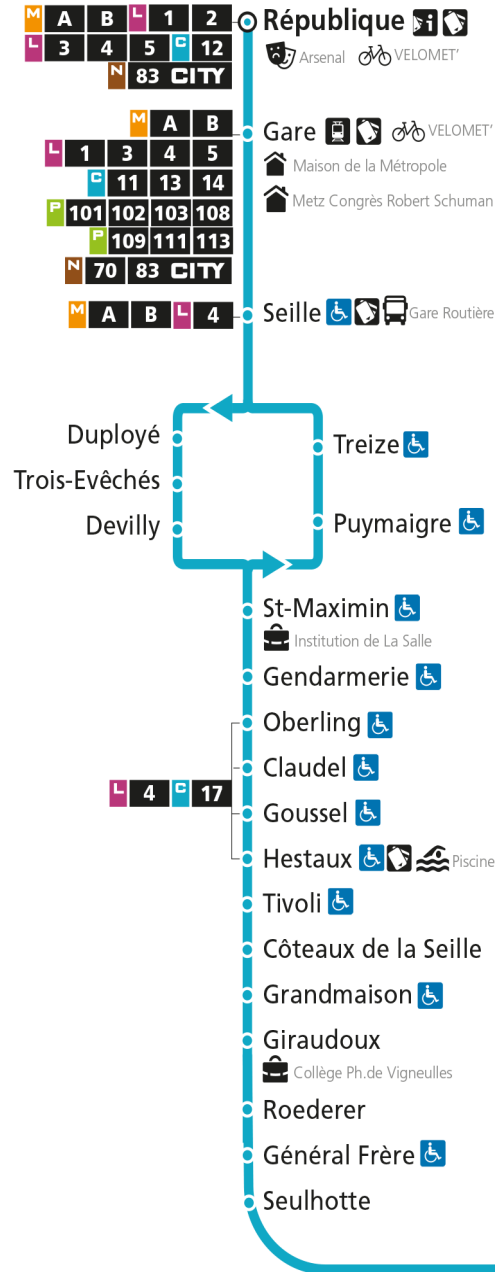 M A B L 1 2
République i
L 3 4 5 C 12
Arsenal VELOMET'
N 83 CITY
M A B
Gare VELOMET'
L 1 3 4 5
Maison de la Métropole
C 11 13 14
Metz Congrès Robert Schuman
P 101 102 103 108
P 109 111 113
N 70 83 CITY
M A B L 4
Seille Gare Routière
Duployé
Trois-Evêchés
Devilly
Treize
Puymaigre
St-Maximin
Institution de La Salle
Gendarmerie
Oberling
Claudel
L 4 C 17
Goussel
Hestaux Piscine
Tivoli
Côteaux de la Seille
Grandmaison
Giraudoux
Collège Ph.de Vigneulles
Roederer
Général Frère
Seulhotte